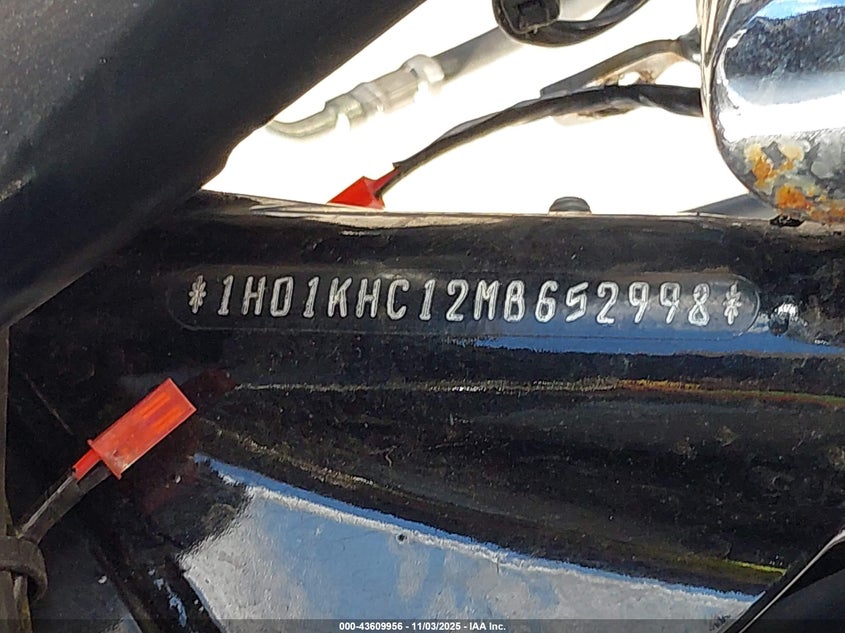 *1HD1KHC12MB652998*
000-43609956 - 11/03/2025 - IAA Inc.